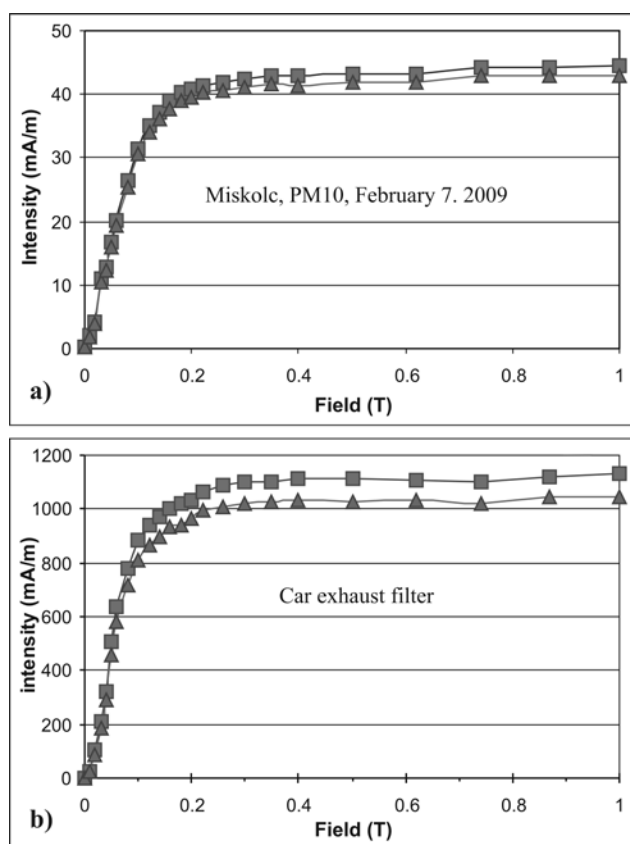 50
40
30
20
10
0
Intensity (mA/m)
Miskolc, PM10, February 7. 2009
0 0.2 0.4 0.6 0.8 1
Field (T)
a)
1200
1000
800
600
400
200
0
intensity (mA/m)
Car exhaust filter
0 0.2 0.4 0.6 0.8 1
Field (T)
b)